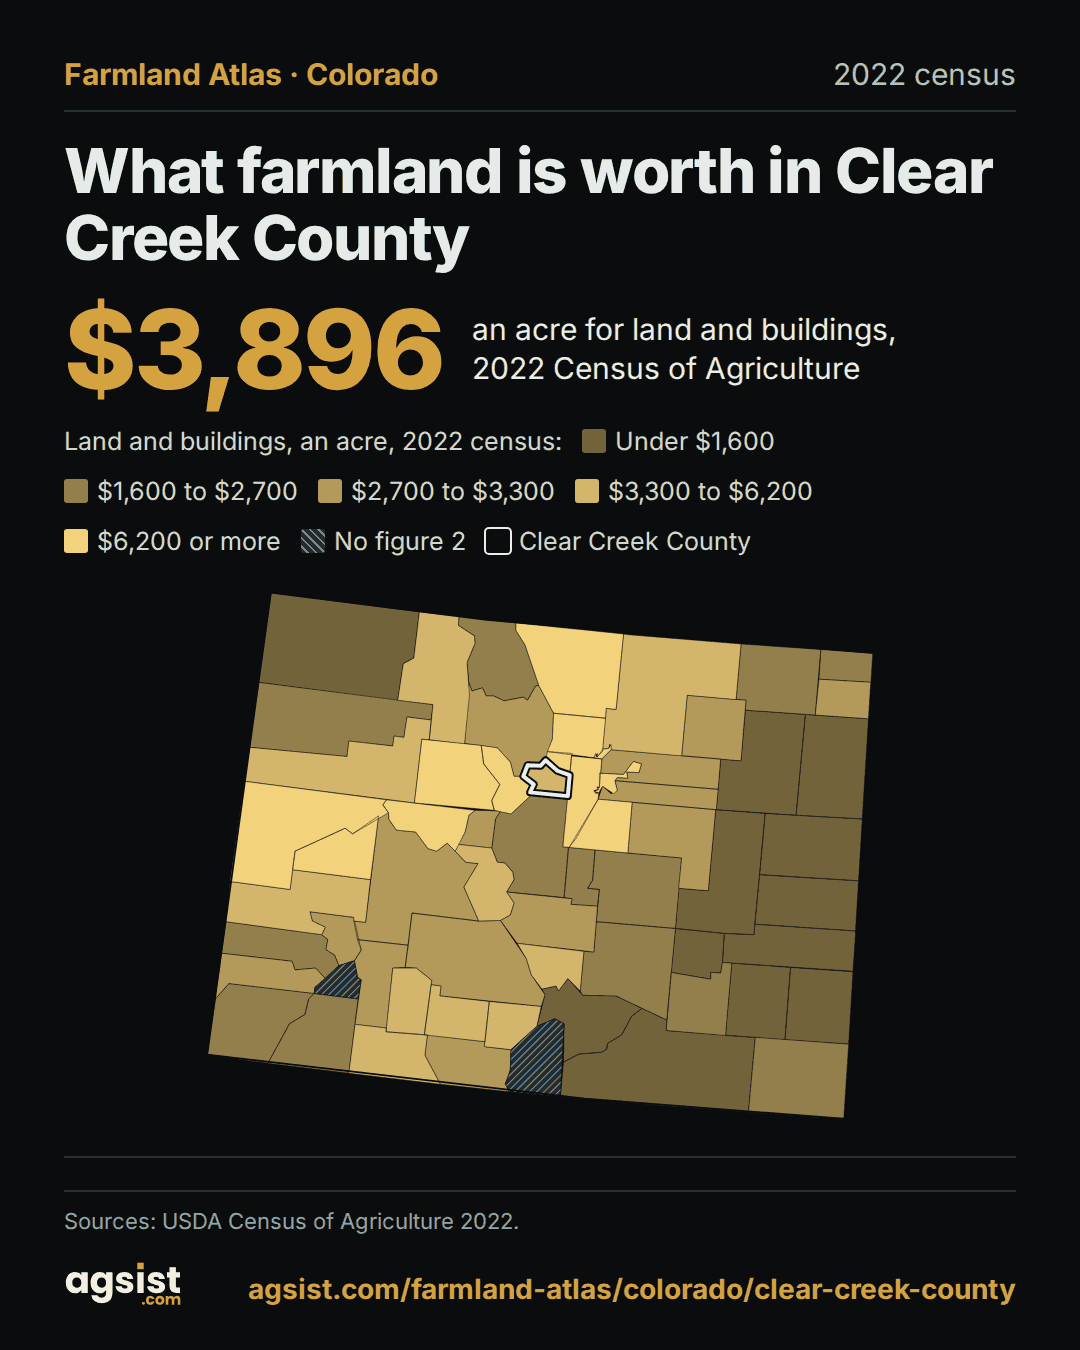 Farmland Atlas · Colorado
2022 census
What farmland is worth in Clear
Creek County
$3,896
an acre for land and buildings,
2022 Census of Agriculture
Land and buildings, an acre, 2022 census: Under $1,600
$1,600 to $2,700 $2,700 to $3,300 $3,300 to $6,200
$6,200 or more No figure 2 Clear Creek County
Sources: USDA Census of Agriculture 2022.
agsist
.com
agsist.com/farmland-atlas/colorado/clear-creek-county